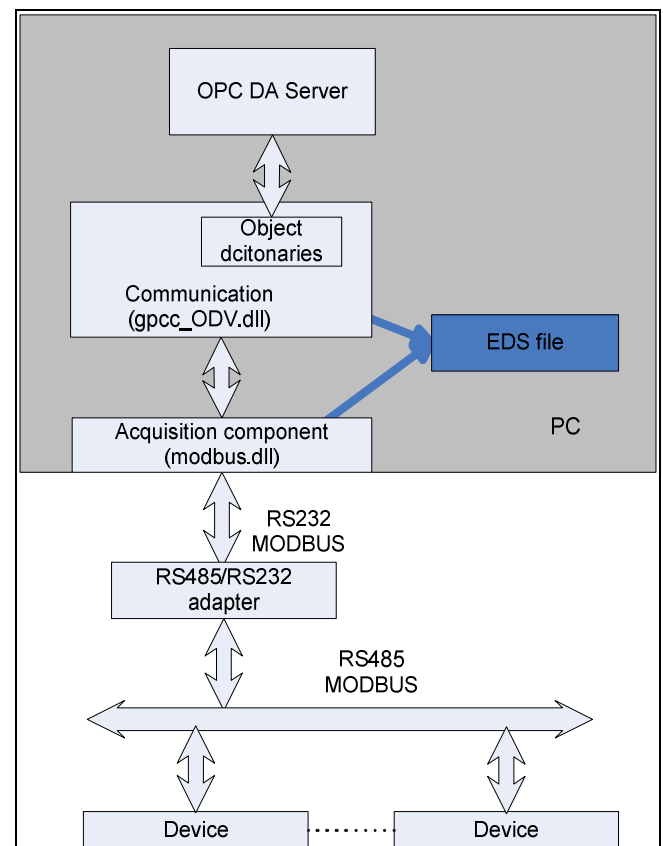 OPC DA Server
Object
dcitonaries
Communication
(gpcc_ODV.dll)
EDS file
Acquisition component
(modbus.dll)
PC
RS232
MODBUS
RS485/RS232
adapter
RS485
MODBUS
Device
Device